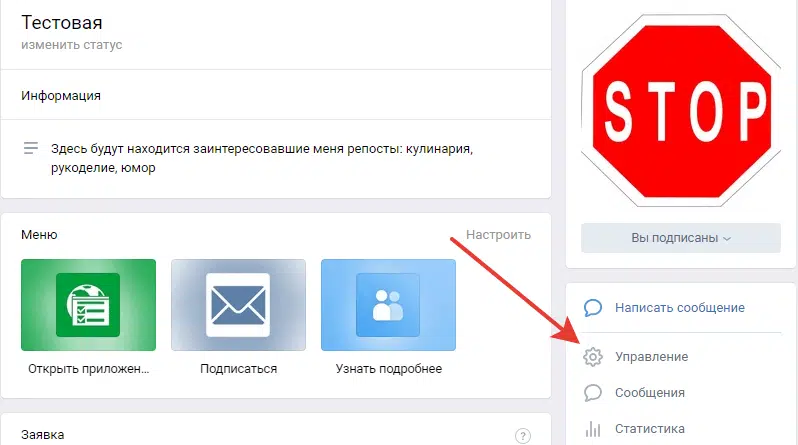 Тестовая
изменить статус
Информация
Здесь будут находится заинтересовавшие меня репосты: кулинария,
рукоделие, юмор
Меню
Настроить
Открыть приложен...
Подписаться
Узнать подробнее
Заявка
?
STOP
Вы подписаны
Написать сообщение
Управление
Сообщения
Статистика